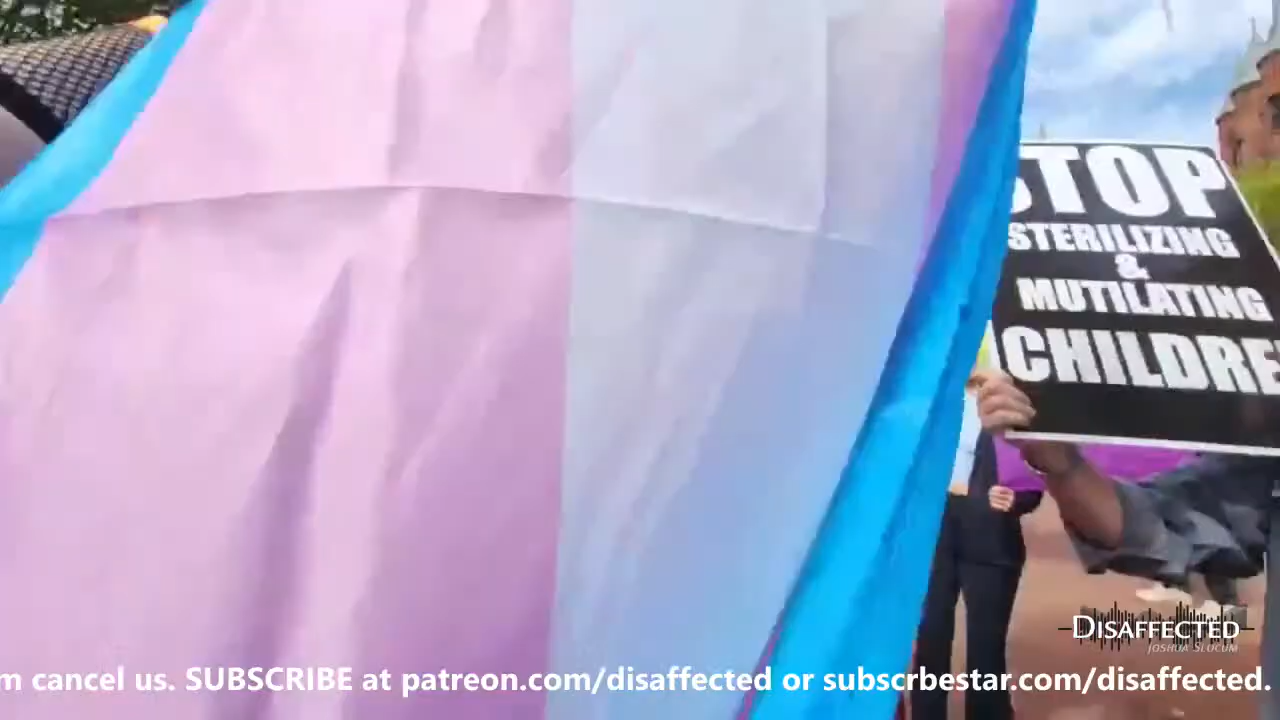 STOP
STERILIZING
&
MUTILATING
CHILDRE
DISAFFECTED
JOSHUA SLOCUM
m cancel us. SUBSCRIBE at patreon.com/disaffected or subscrbestar.com/disaffected.